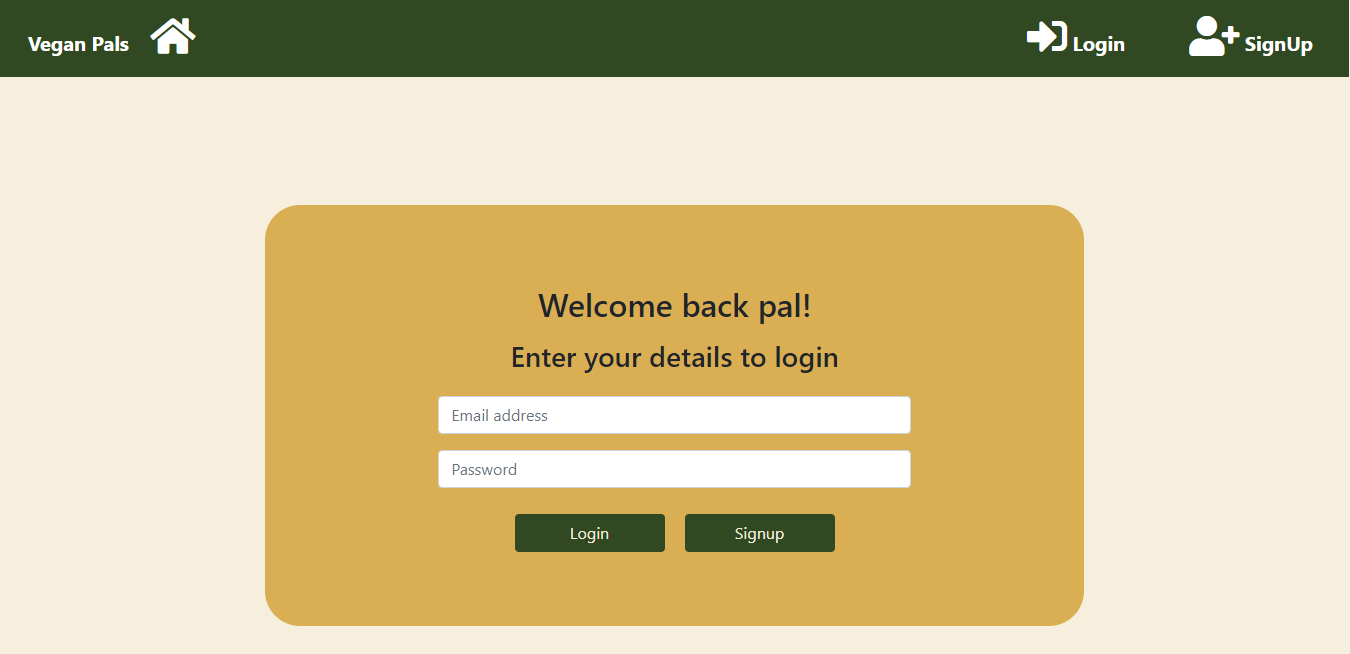 Vegan Pals Login SignUp
Welcome back pal!
Enter your details to login
Email address
Password
Login Signup